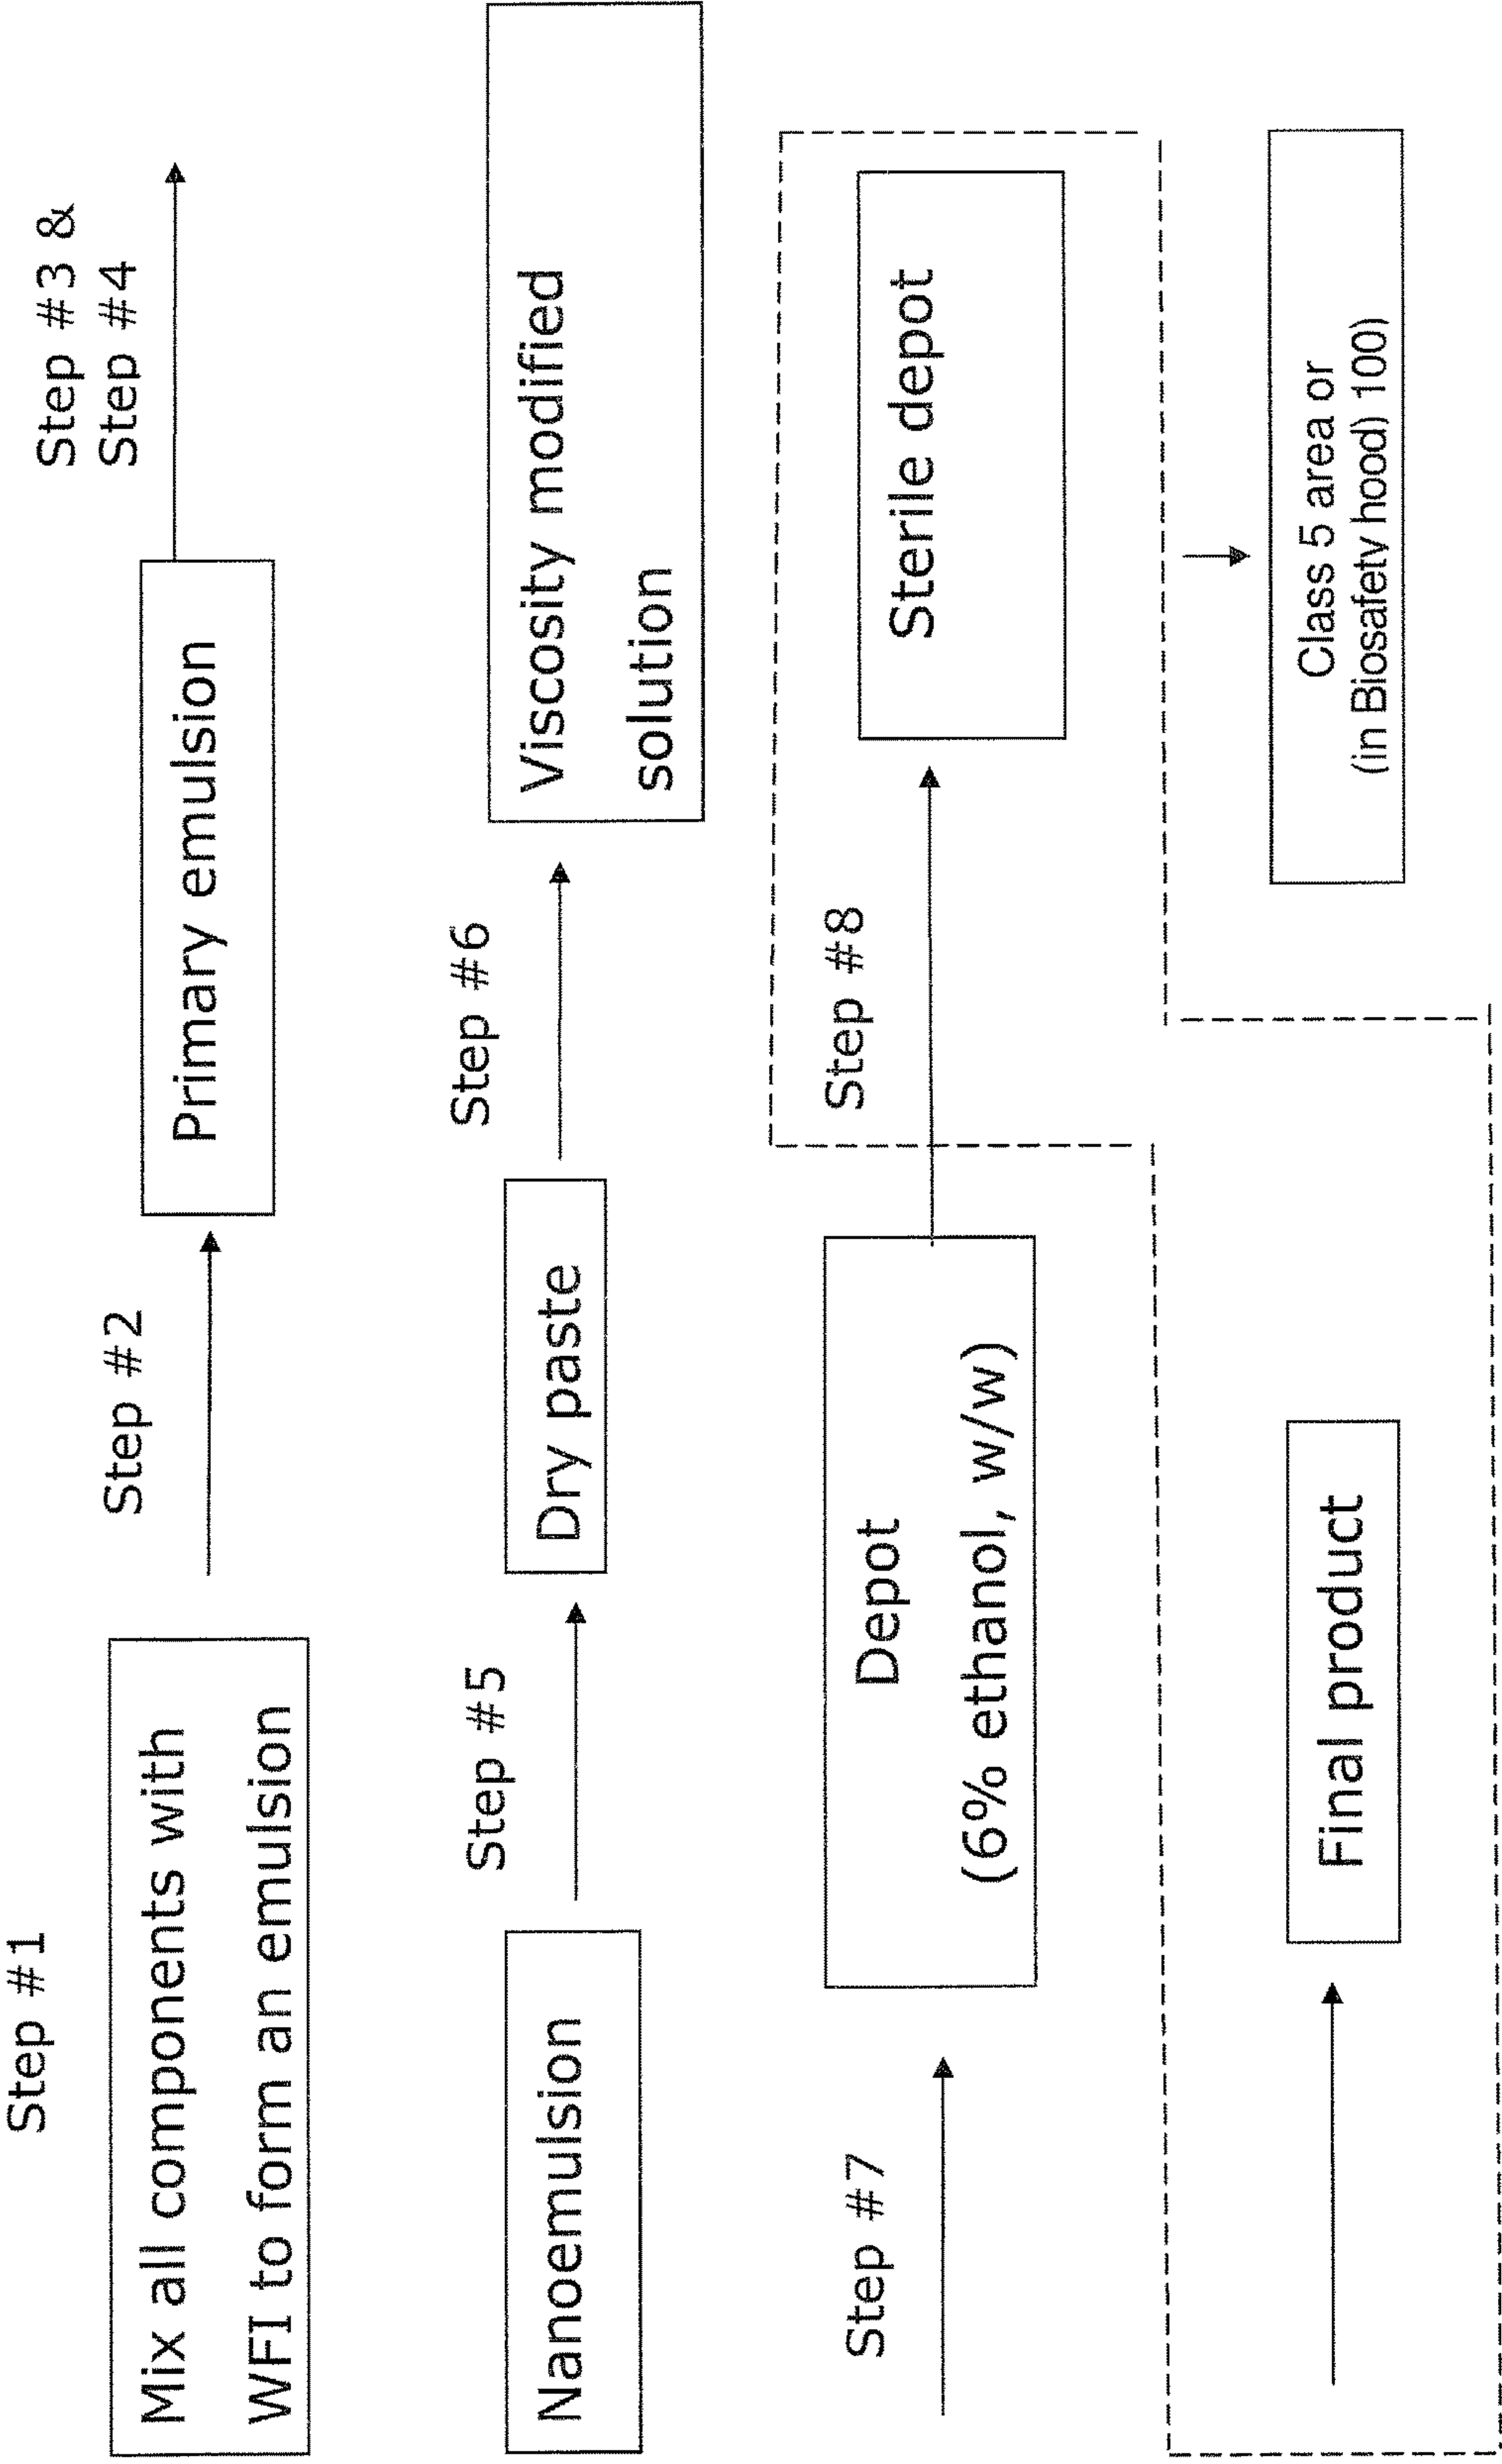 Step #1
Mix all components with
WFI to form an emulsion
Step #2
Primary emulsion
Step #3 &
Step #4
Nanoemulsion
Step #5
Dry paste
Step #6
Viscosity modified
solution
Step #7
Depot
(6% ethanol, w/w)
Step #8
Sterile depot
Final product
Class 5 area or
(in Biosafety hood) 100)